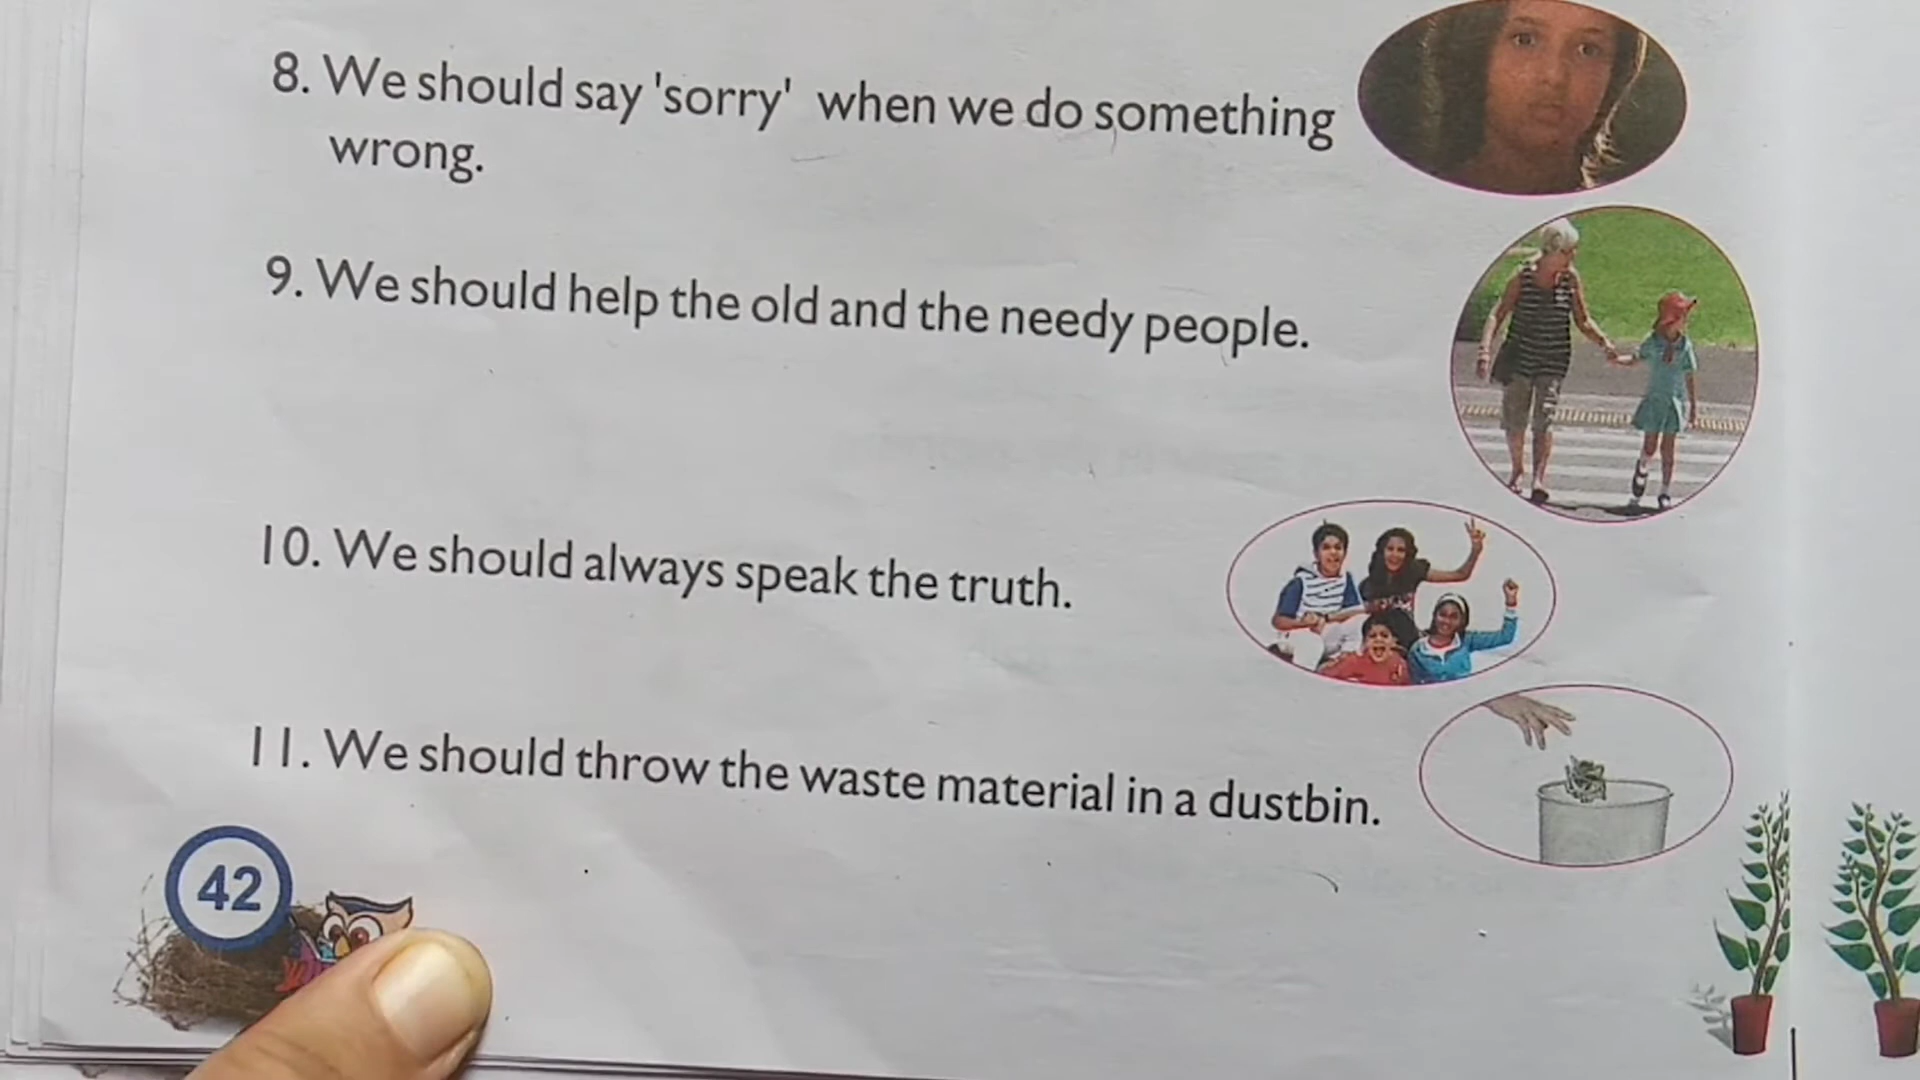 8. We should say 'sorry' when we do something
wrong.
9. We should help the old and the needy people.
10. We should always speak the truth.
11. We should throw the waste material in a dustbin.
42